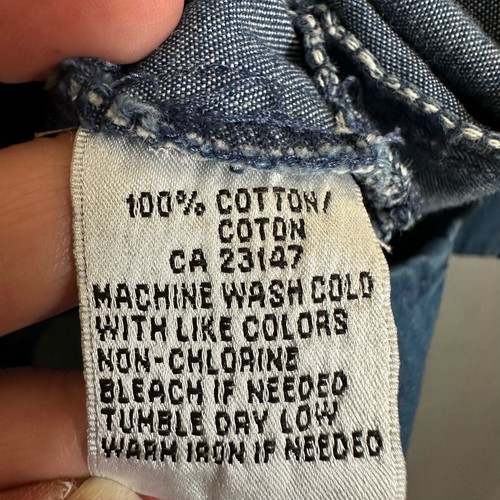 100% COTTON/
COTON
CA 23147
MACHINE WASH COLD
WITH LIKE COLORS
NON-CHLORINE
BLEACH IF NEEDED
TUMBLE DRY LOW
WARM IRON IF NEEDED